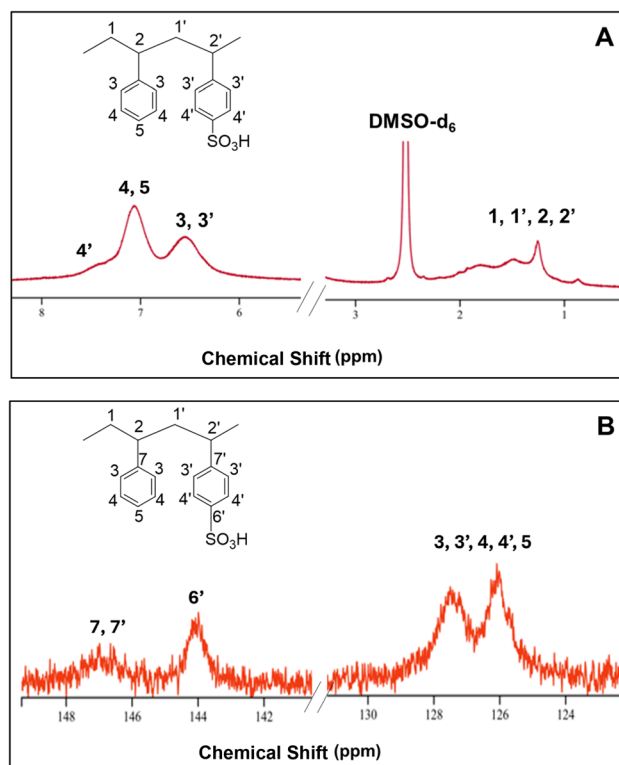 A
1 1'
2 2'
3 3 3' 3'
4 4 4' 4'
5
SO₃H
DMSO-d₆
4, 5
3, 3'
4'
1, 1', 2, 2'
8 7 6 3 2 1
Chemical Shift (ppm)
B
1 1'
2 2'
7 7'
3 3 3' 3'
4 4 4' 4'
5 6'
SO₃H
3, 3', 4, 4', 5
6'
7, 7'
148 146 144 142 130 128 126 124
Chemical Shift (ppm)